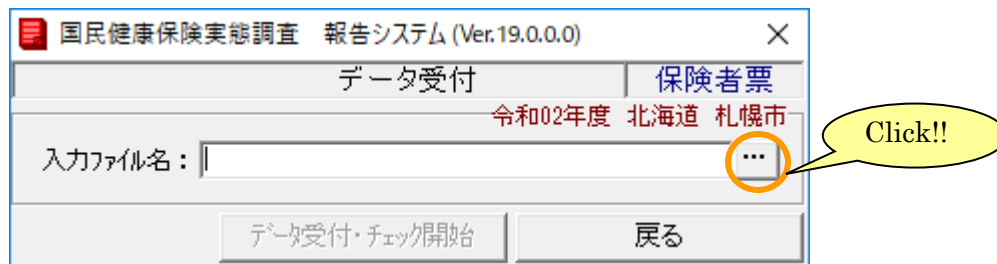 国民健康保険実態調査 報告システム (Ver.19.0.0.0)
データ受付 保険者票
令和02年度 北海道 札幌市
入力ファイル名：
...
Click!!
データ受付・チェック開始 戻る